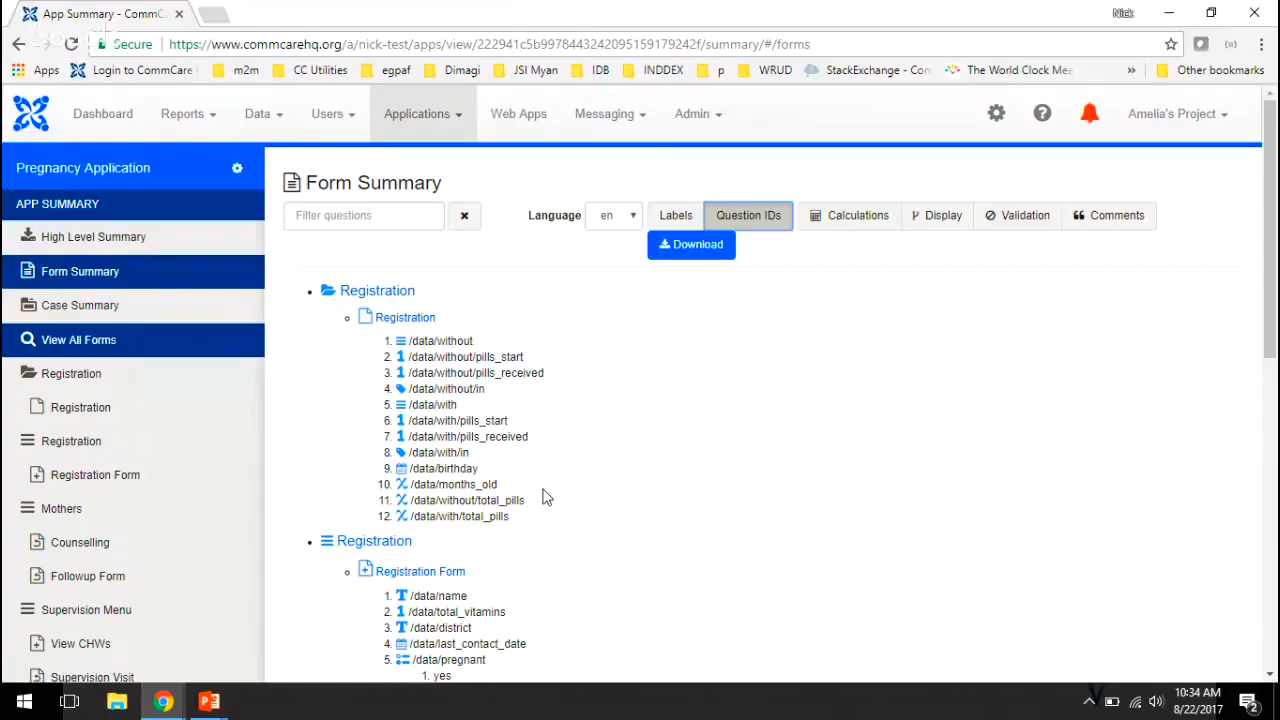 App Summary - CommC
Nick
Secure
https://www.commcarehq.org/a/nick-test/apps/view/222941c5b9978443242095159179242f/summary/#/forms
Apps
Login to CommCare
m2m
CC Utilities
egpaf
Dimagi
JSI Myan
IDB
INDDEX
p
WRUD
StackExchange - Com
The World Clock Mee
»
Other bookmarks
Dashboard
Reports
Data
Users
Applications
Web Apps
Messaging
Admin
Amelia's Project
Pregnancy Application
APP SUMMARY
High Level Summary
Form Summary
Case Summary
View All Forms
Registration
Registration
Registration
Registration Form
Mothers
Counselling
Followup Form
Supervision Menu
View CHWs
Supervision Visit
Form Summary
Filter questions
Language
en
Labels
Question IDs
Calculations
Display
Validation
Comments
Download
Registration
Registration
1. /data/without
2. 1 /data/without/pills_start
3. 1 /data/without/pills_received
4. /data/without/in
5. /data/with
6. 1 /data/with/pills_start
7. 1 /data/with/pills_received
8. /data/with/in
9. /data/birthday
10. /data/months_old
11. /data/without/total_pills
12. /data/with/total_pills
Registration
Registration Form
1. T /data/name
2. 1 /data/total_vitamins
3. T /data/district
4. /data/last_contact_date
5. /data/pregnant
1. yes
10:34 AM
8/22/2017
2